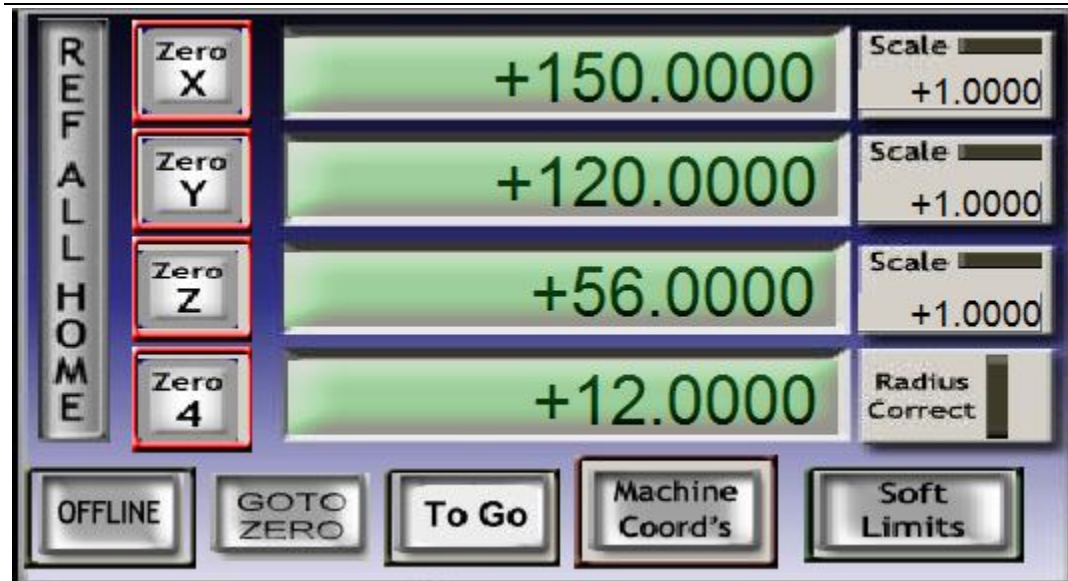 REF ALL HOME
Zero
X
+150.0000
Scale
+1.0000
Zero
Y
+120.0000
Scale
+1.0000
Zero
Z
+56.0000
Scale
+1.0000
Zero
4
+12.0000
Radius
Correct
OFFLINE
GOTO
ZERO
To Go
Machine
Coord's
Soft
Limits